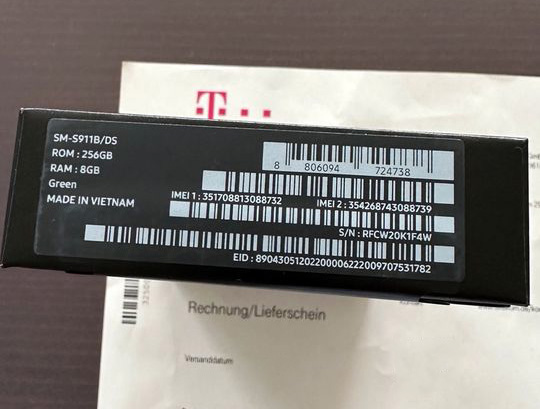 SM-S911B/DS
ROM : 256GB
RAM : 8GB
Green
MADE IN VIETNAM
8 806094 724738
IMEI 1 : 351708813088732
IMEI 2 : 354268743088739
S/N : RFCW20K1F4W
EID : 89043051202200006222009707531782
Rechnung/Lieferschein
Versanddatum